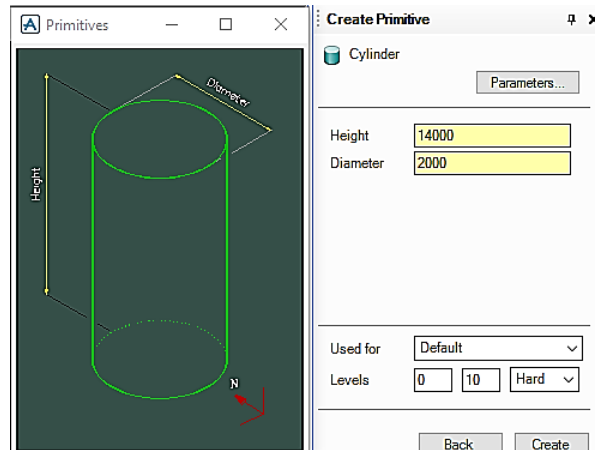 Primitives
Diameter
Height
N
Create Primitive
Cylinder
Parameters...
Height 14000
Diameter 2000
Used for Default
Levels 0 10 Hard
Back Create